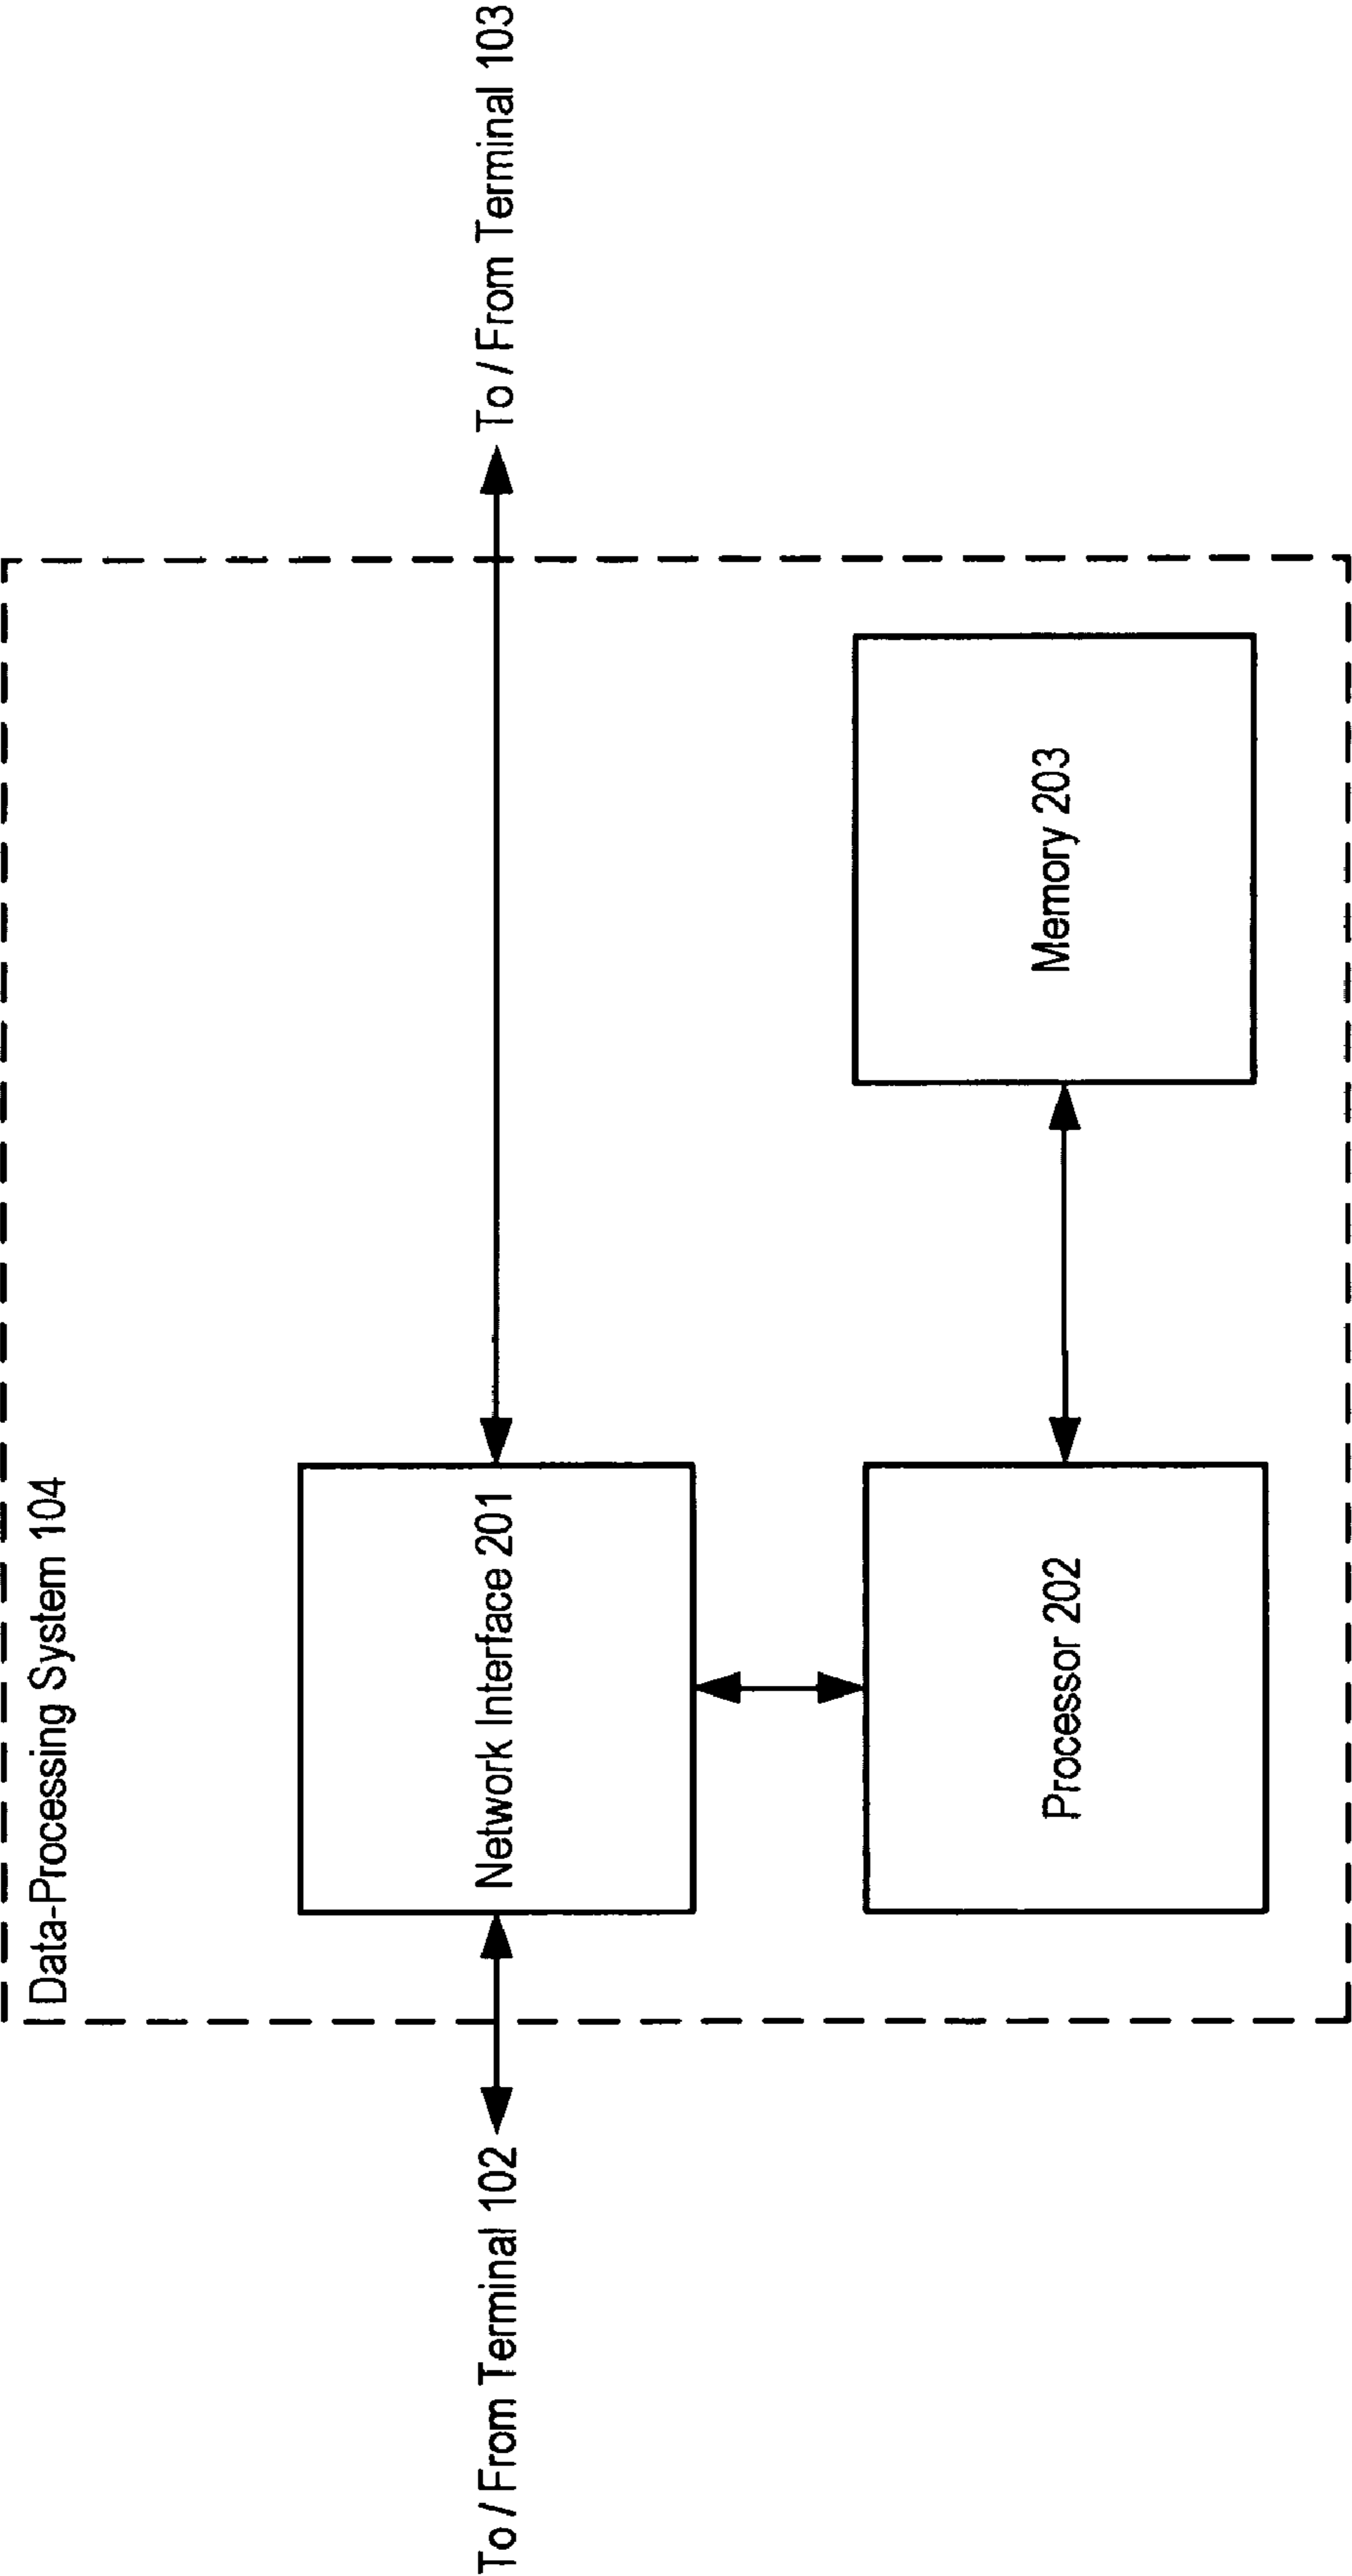 Data-Processing System 104
To / From Terminal 102
Network Interface 201
To / From Terminal 103
Processor 202
Memory 203